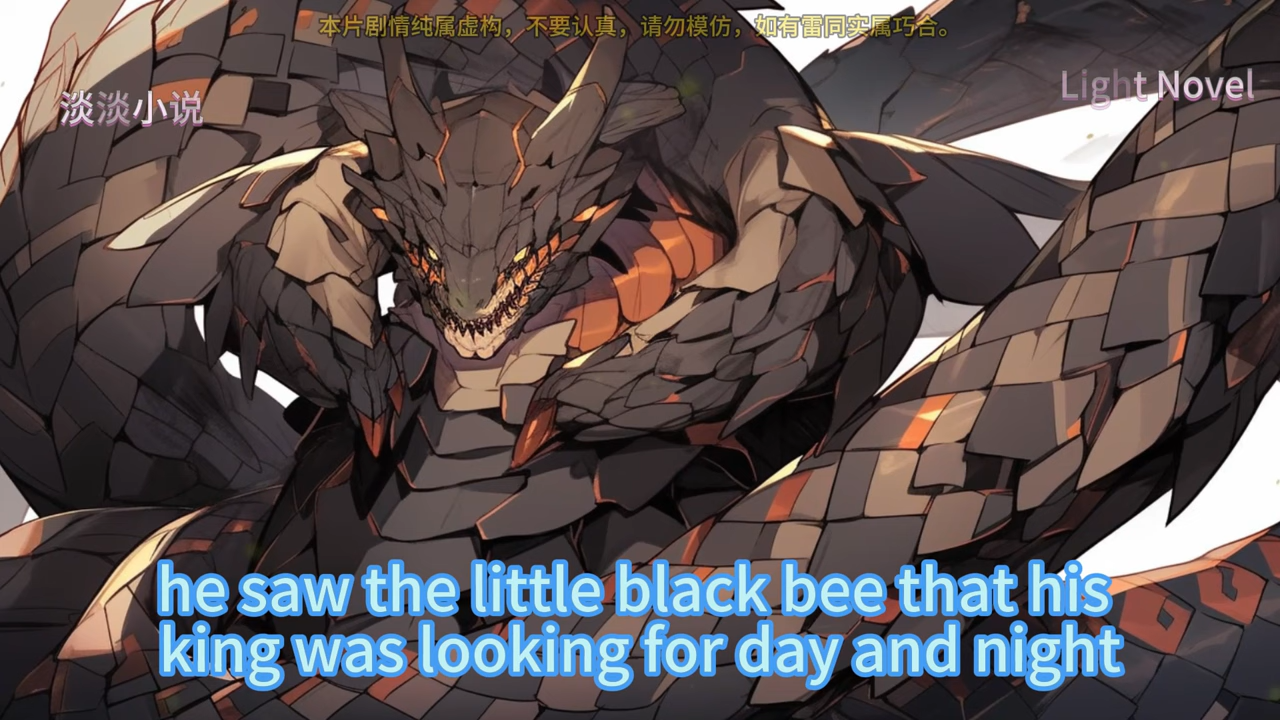 本片剧情纯属虚构，不要认真，请勿模仿，如有雷同实属巧合。
淡淡小说
Light Novel
he saw the little black bee that his
king was looking for day and night